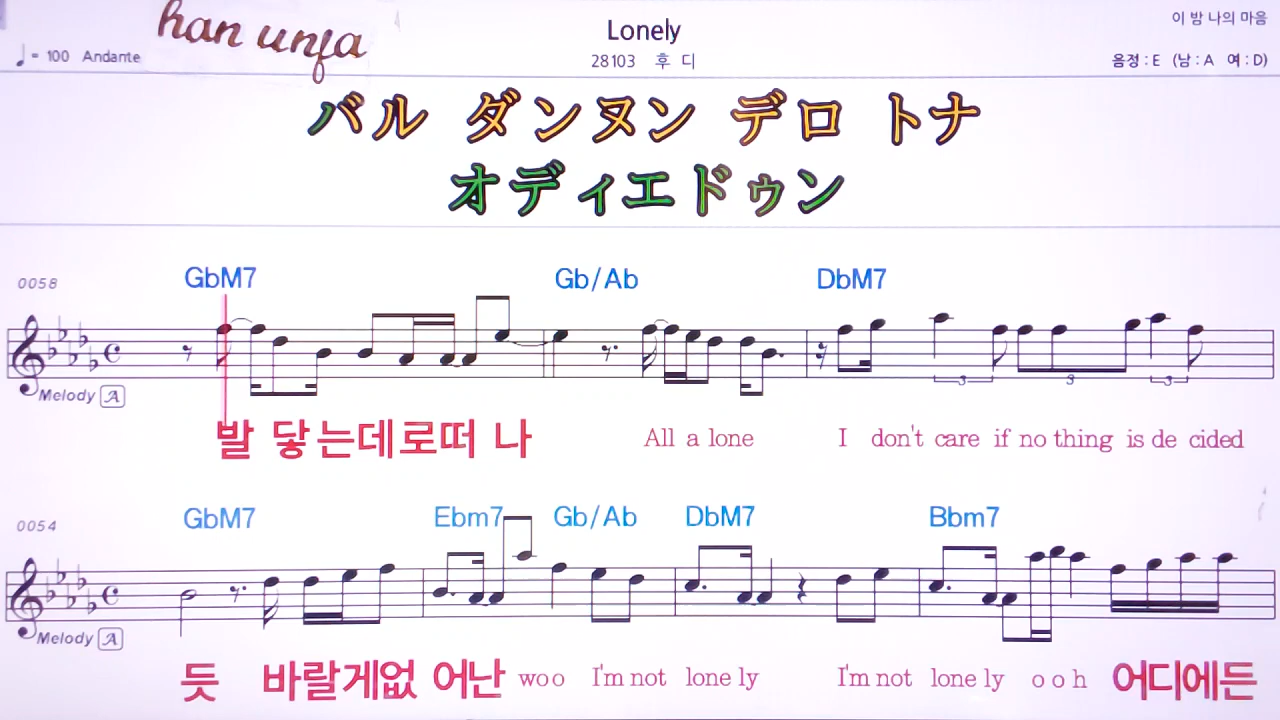 han unja
Lonely
이 밤 나의 마음
♩= 100 Andante
28103 후 디
음정 : E (남 : A 여 : D)
バル ダンヌン デロ トナ
オディエドゥン
0058
GbM7 Gb/Ab DbM7
Melody A
3 3 3
발 닿는데로떠 나 All a lone I don't care if no thing is de cided
0054
GbM7 Ebm7 Gb/Ab DbM7 Bbm7
Melody A
듯 바랄게없 어난 woo I'm not lone ly I'm not lone ly o o h 어디에든